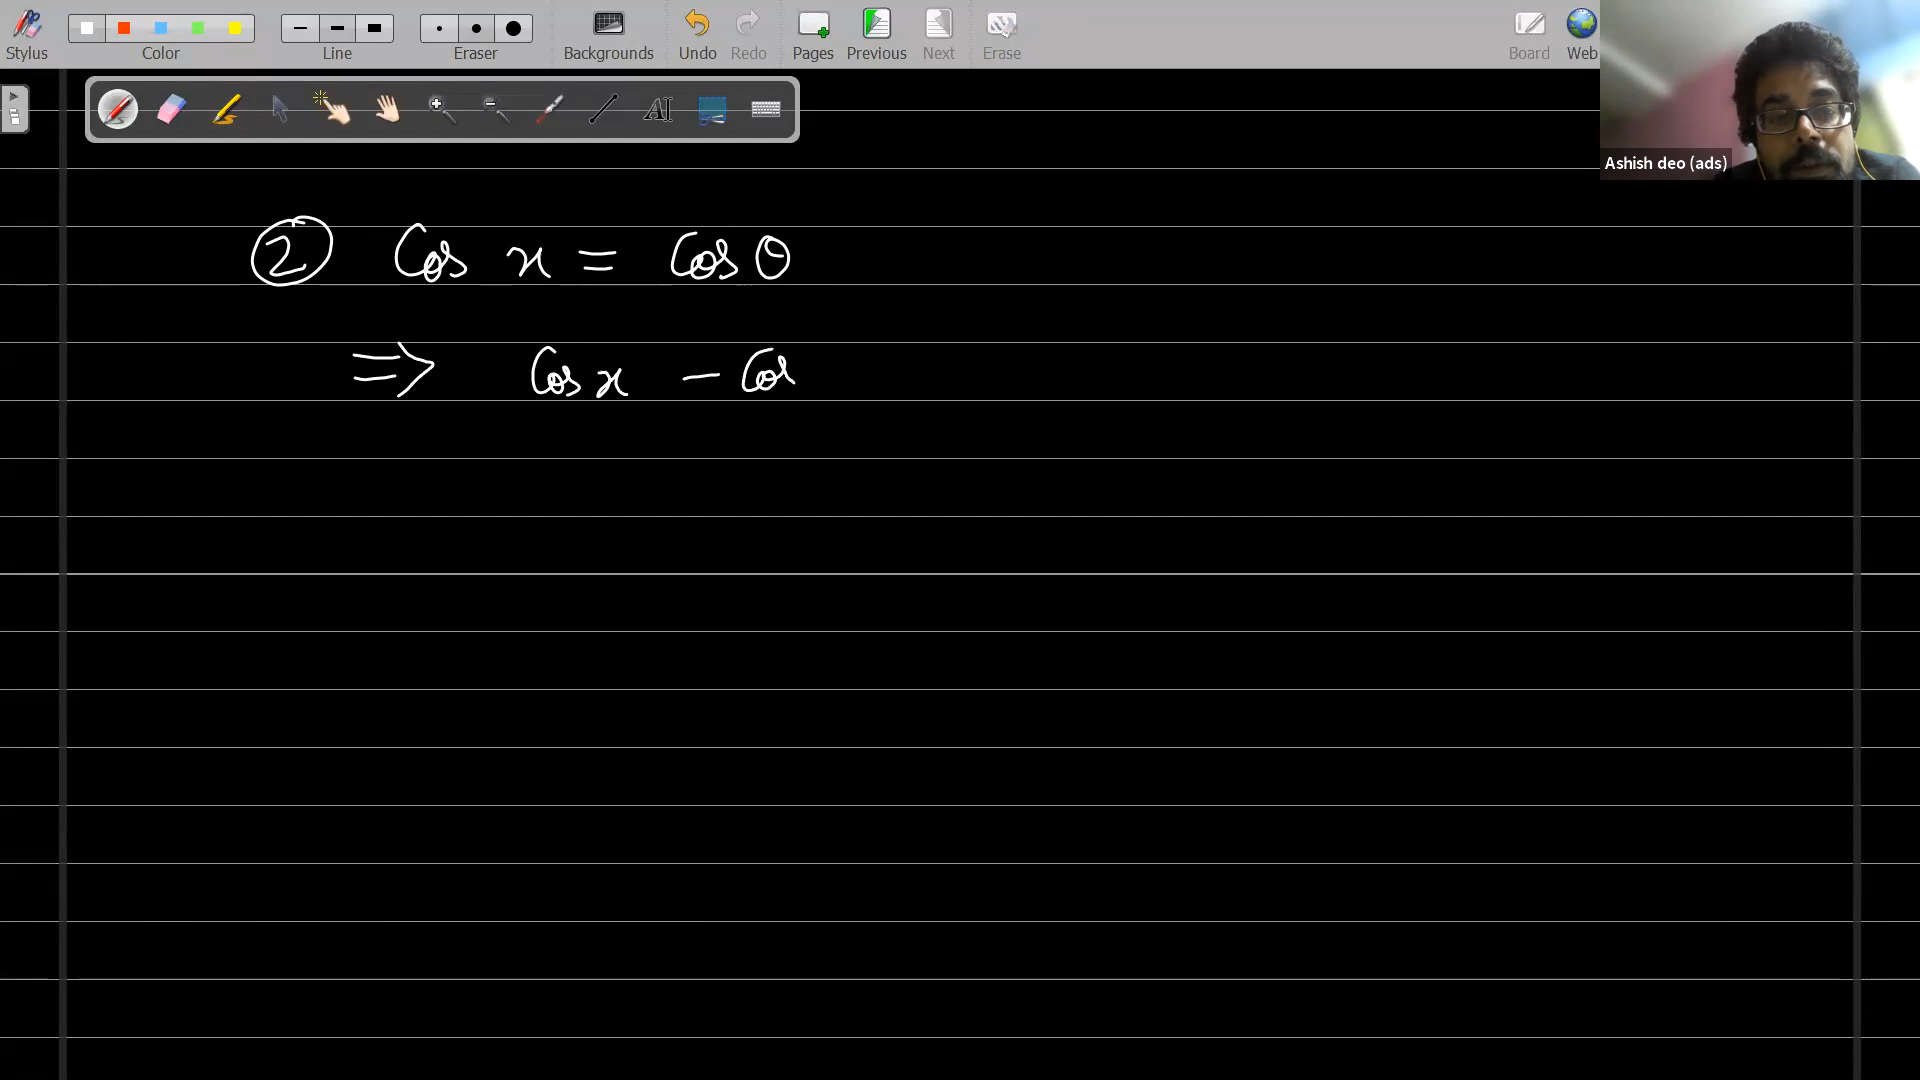 Stylus Color Line Eraser Backgrounds Undo Redo Pages Previous Next Erase Board Web
AI
Ashish deo (ads)
② Cos x = Cos θ
⇒ Cos x - Cos